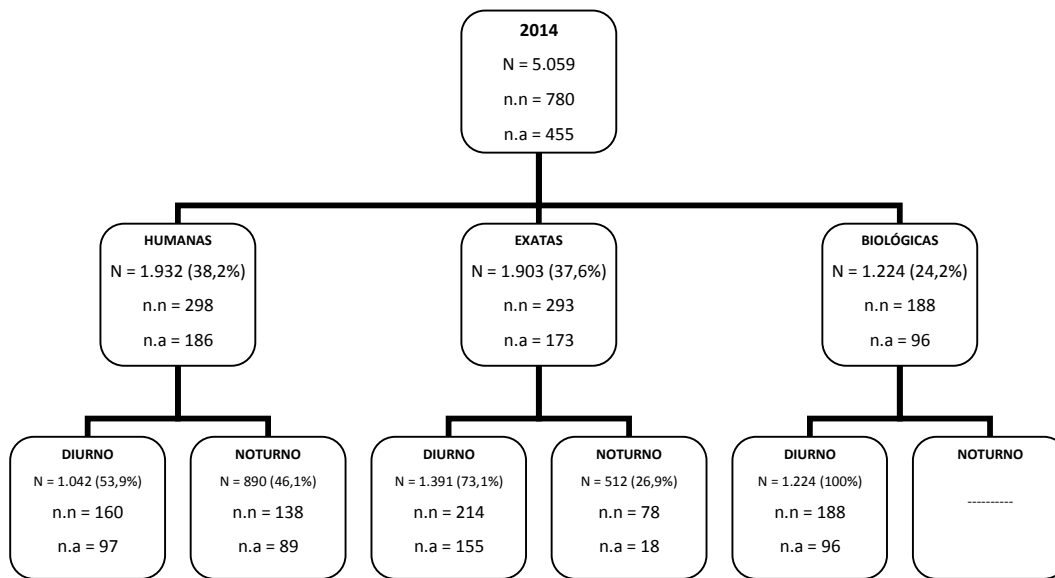 2014
N = 5.059
n.n = 780
n.a = 455
HUMANAS
N = 1.932 (38,2%)
n.n = 298
n.a = 186
EXATAS
N = 1.903 (37,6%)
n.n = 293
n.a = 173
BIOLÓGICAS
N = 1.224 (24,2%)
n.n = 188
n.a = 96
DIURNO
N = 1.042 (53,9%)
n.n = 160
n.a = 97
NOTURNO
N = 890 (46,1%)
n.n = 138
n.a = 89
DIURNO
N = 1.391 (73,1%)
n.n = 214
n.a = 155
NOTURNO
N = 512 (26,9%)
n.n = 78
n.a = 18
DIURNO
N = 1.224 (100%)
n.n = 188
n.a = 96
NOTURNO
----------